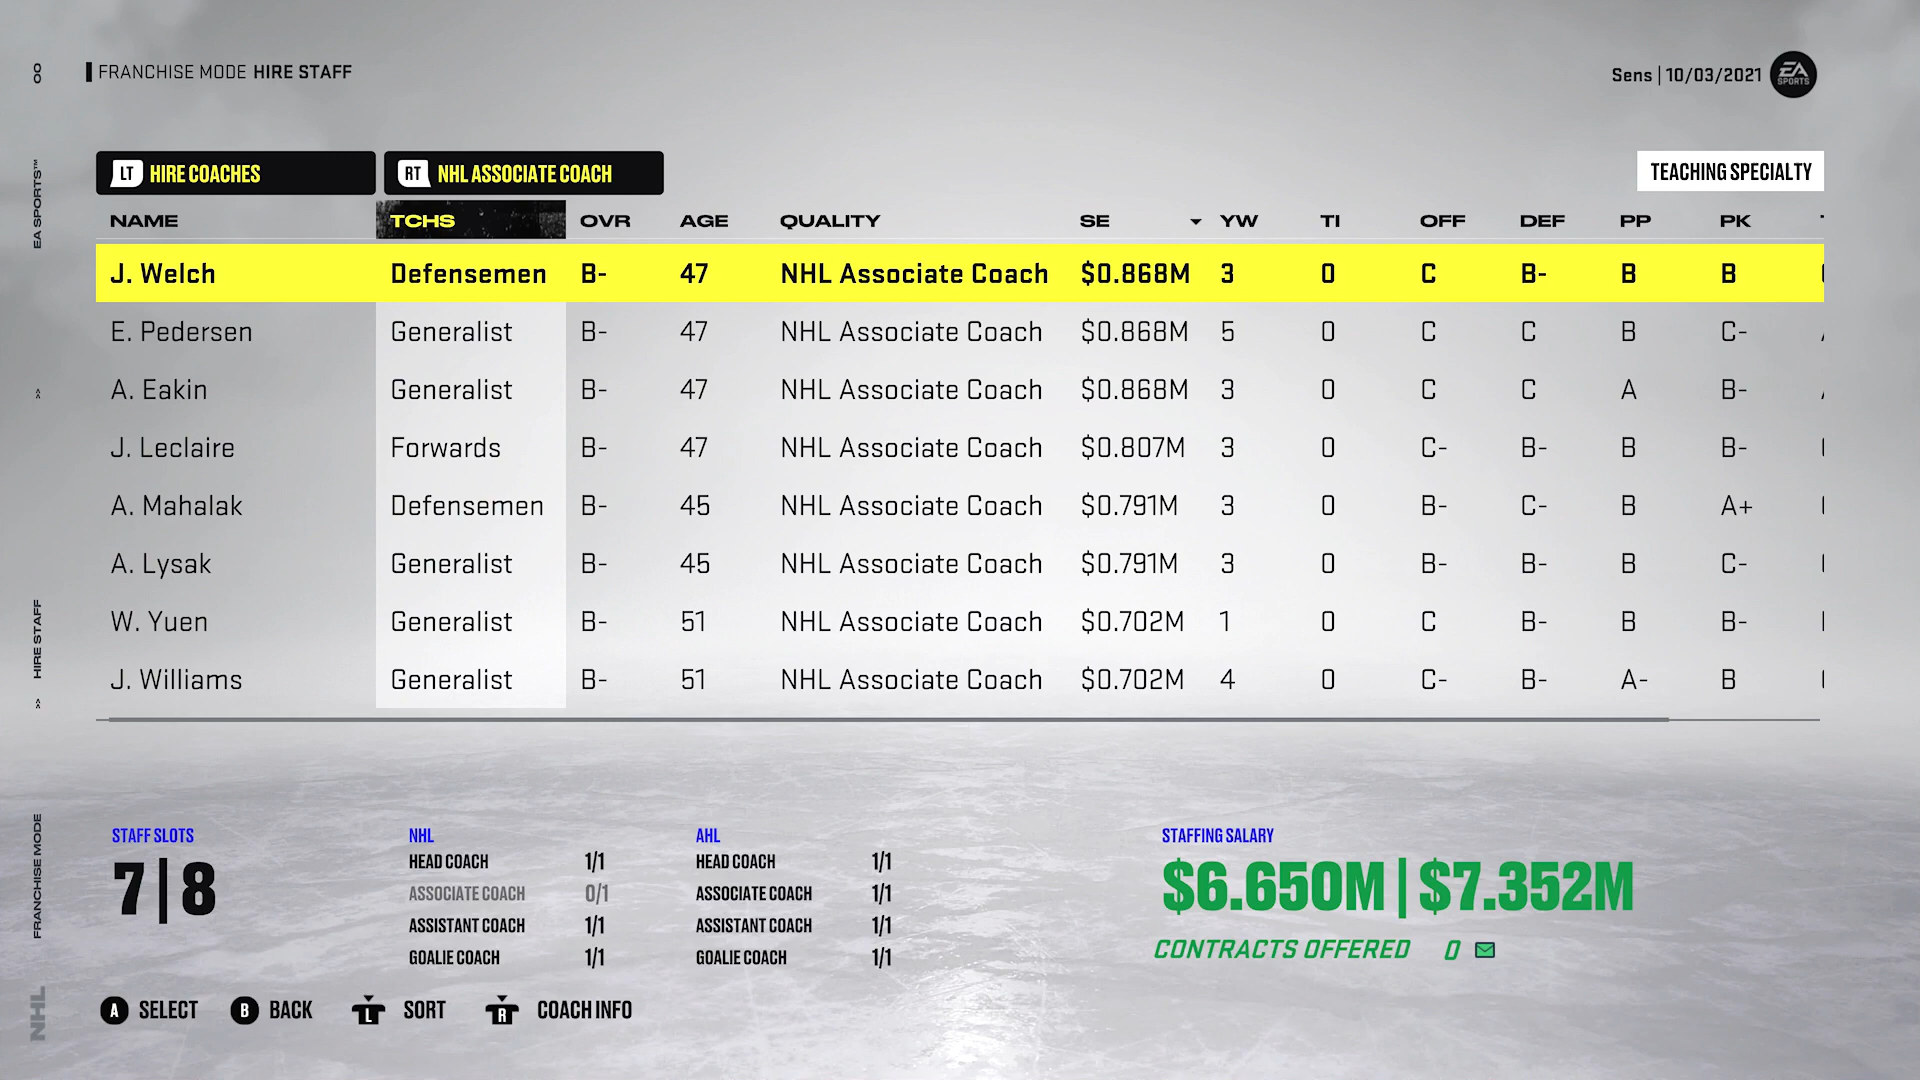 FRANCHISE MODE HIRE STAFF
Sens | 10/03/2021 EA SPORTS
LT HIRE COACHES RT NHL ASSOCIATE COACH TEACHING SPECIALTY
NAME TCHS OVR AGE QUALITY SE YW TI OFF DEF PP PK
J. Welch Defensemen B- 47 NHL Associate Coach $0.868M 3 0 C B- B B
E. Pedersen Generalist B- 47 NHL Associate Coach $0.868M 5 0 C C B C-
A. Eakin Generalist B- 47 NHL Associate Coach $0.868M 3 0 C C A B-
J. Leclaire Forwards B- 47 NHL Associate Coach $0.807M 3 0 C- B- B B-
A. Mahalak Defensemen B- 45 NHL Associate Coach $0.791M 3 0 B- C- B A+
A. Lysak Generalist B- 45 NHL Associate Coach $0.791M 3 0 B- B- B C-
W. Yuen Generalist B- 51 NHL Associate Coach $0.702M 1 0 C B- B B-
J. Williams Generalist B- 51 NHL Associate Coach $0.702M 4 0 C- B- A- B
STAFF SLOTS
7|8
NHL
HEAD COACH 1/1
ASSOCIATE COACH 0/1
ASSISTANT COACH 1/1
GOALIE COACH 1/1
AHL
HEAD COACH 1/1
ASSOCIATE COACH 1/1
ASSISTANT COACH 1/1
GOALIE COACH 1/1
STAFFING SALARY
$6.650M|$7.352M
CONTRACTS OFFERED 0
A SELECT B BACK L SORT R COACH INFO
NHL FRANCHISE MODE >> HIRE STAFF >> EA SPORTS™